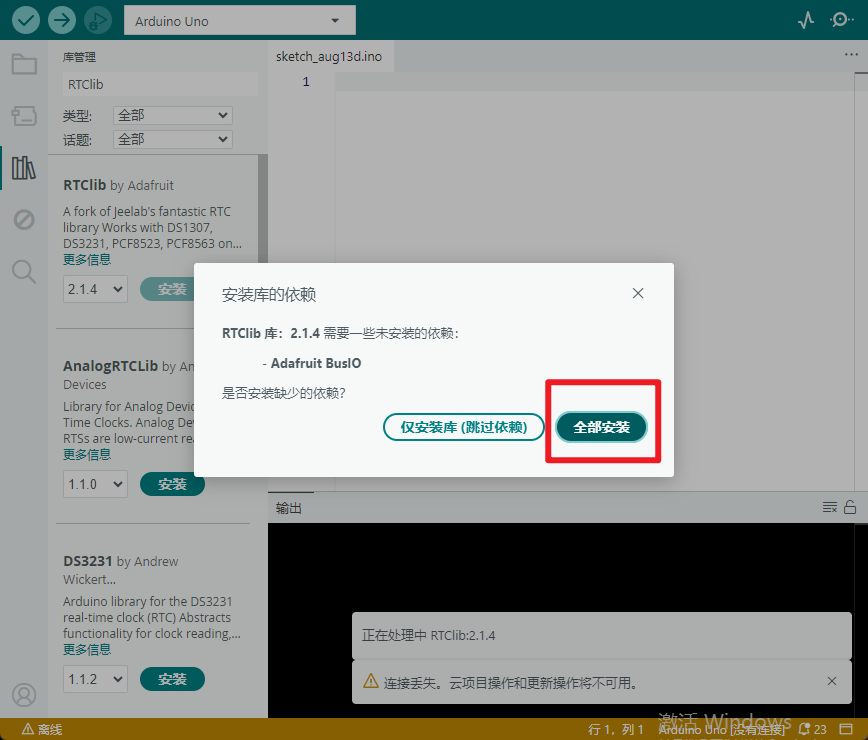 Arduino Uno
库管理
RTClib
类型:
全部
话题:
全部
RTClib by Adafruit
A fork of Jeelab's fantastic RTC
library Works with DS1307,
DS3231, PCF8523, PCF8563 on...
更多信息
2.1.4
安装
AnalogRTCLib by An
Devices
Library for Analog Devic
Time Clocks. Analog De
RTSs are low-current re
更多信息
1.1.0
安装
DS3231 by Andrew
Wickert...
Arduino library for the DS3231
real-time clock (RTC) Abstracts
functionality for clock reading,...
更多信息
1.1.2
安装
sketch_aug13d.ino
1
安装库的依赖
RTClib 库：2.1.4 需要一些未安装的依赖：
- Adafruit BusIO
是否安装缺少的依赖？
仅安装库 (跳过依赖)
全部安装
输出
正在处理中 RTClib:2.1.4
连接丢失。云项目操作和更新操作将不可用。
激活 Windows
离线
行 1，列 1
Arduino Uno [没有连接]
23